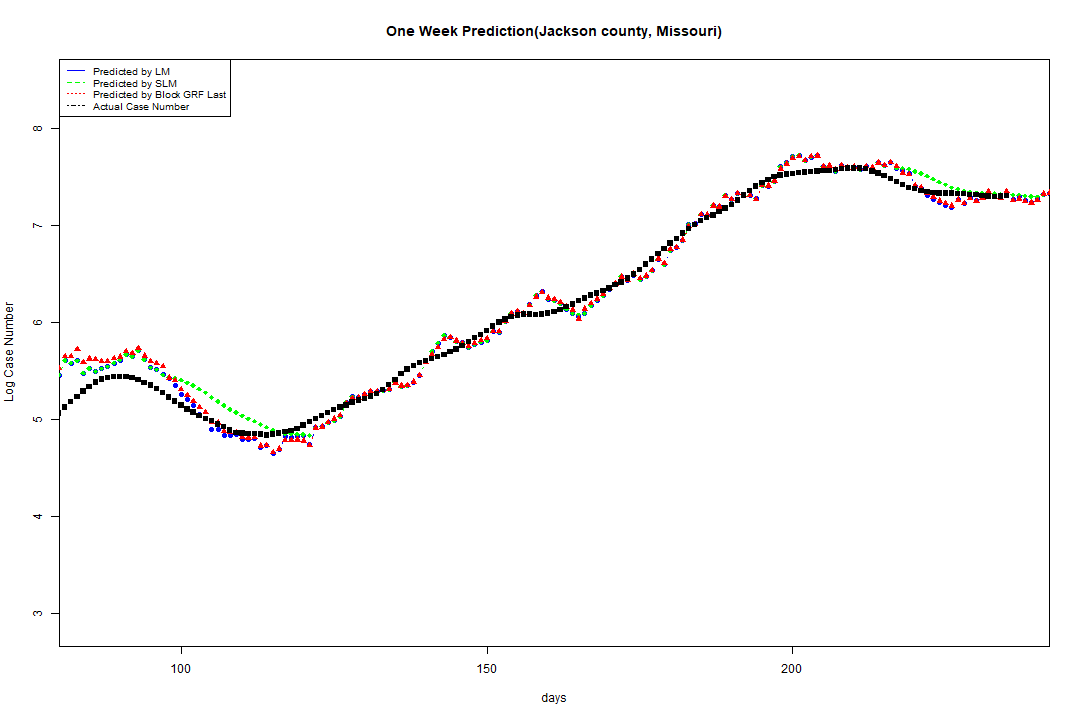 One Week Prediction(Jackson county, Missouri)
Predicted by LM
Predicted by SLM
Predicted by Block GRF Last
Actual Case Number
Log Case Number
8
7
6
5
4
3
100 150 200
days